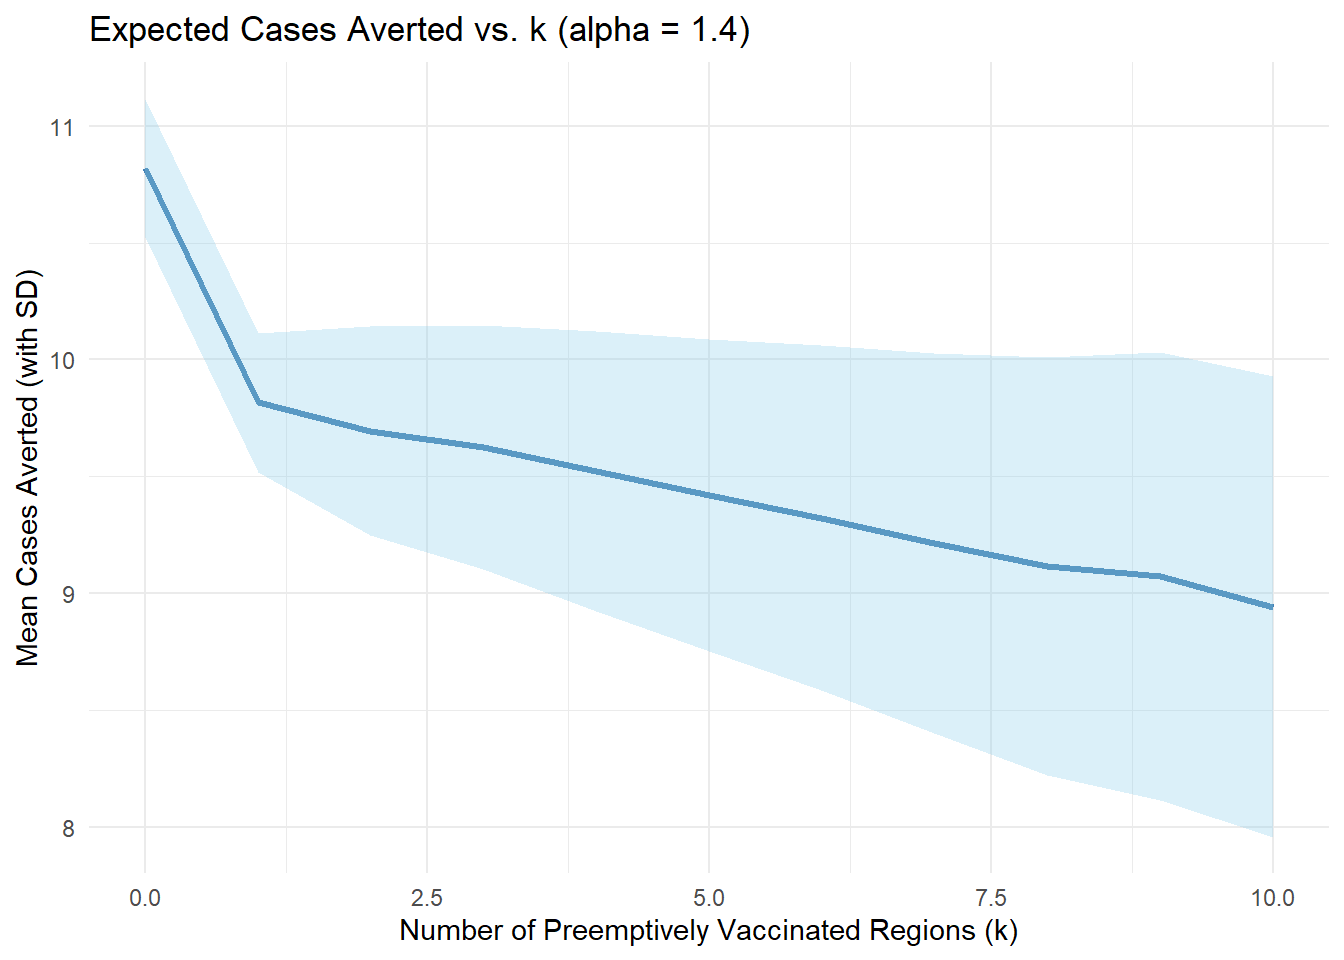 Expected Cases Averted vs. k (alpha = 1.4)
Mean Cases Averted (with SD)
11
10
9
8
0.0 2.5 5.0 7.5 10.0
Number of Preemptively Vaccinated Regions (k)